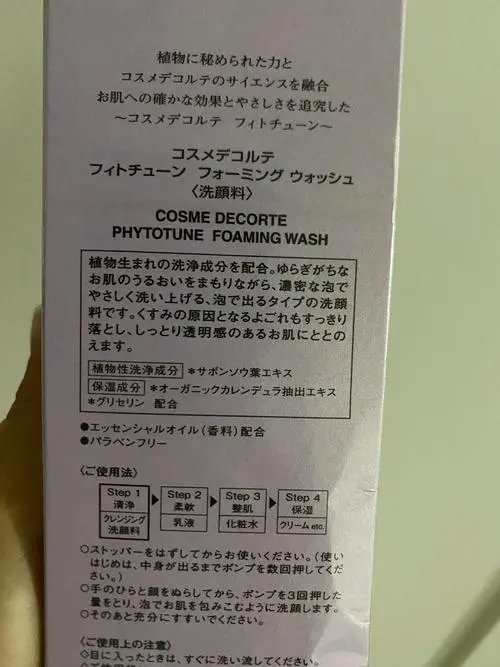 植物に秘められた力と
コスメデコルテのサイエンスを融合
お肌への確かな効果とやさしさを追究した
〜コスメデコルテ フィトチューン〜
コスメデコルテ
フィトチューン フォーミング ウォッシュ
〈洗顔料〉
COSME DECORTE
PHYTOTUNE FOAMING WASH
植物生まれの洗浄成分を配合。ゆらぎがちな
お肌のうるおいをまもりながら、濃密な泡で
やさしく洗い上げる、泡で出るタイプの洗顔
料です。くすみの原因となるよごれもすっきり
落とし、しっとり透明感のあるお肌にととの
えます。
植物性洗浄成分 *サボンソウ葉エキス
保湿成分 *オーガニックカレンデュラ抽出エキス
*グリセリン 配合
●エッセンシャルオイル(香料)配合
●パラベンフリー
〈ご使用法〉
Step 1 Step 2 Step 3 Step 4
清浄 柔軟 整肌 保湿
クレンジング 洗顔料 乳液 化粧水 クリーム etc.
○ストッパーをはずしてからお使いください。(使い
はじめは、中身が出るまでポンプを数回押してくだ
さい。)
○手のひらと顔をぬらしてから、ポンプを3回押した
量をとり、泡でお肌を包みこむように洗顔します。
○そのあと充分にすすいでください。
〈ご使用上の注意〉
◇目に入ったときは、すぐに洗い流してください。